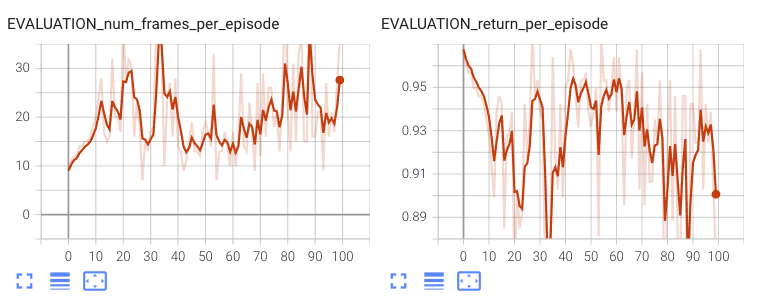 EVALUATION_num_frames_per_episode
30
20
10
0
0 10 20 30 40 50 60 70 80 90 100
EVALUATION_return_per_episode
0.95
0.93
0.91
0.89
0 10 20 30 40 50 60 70 80 90 100